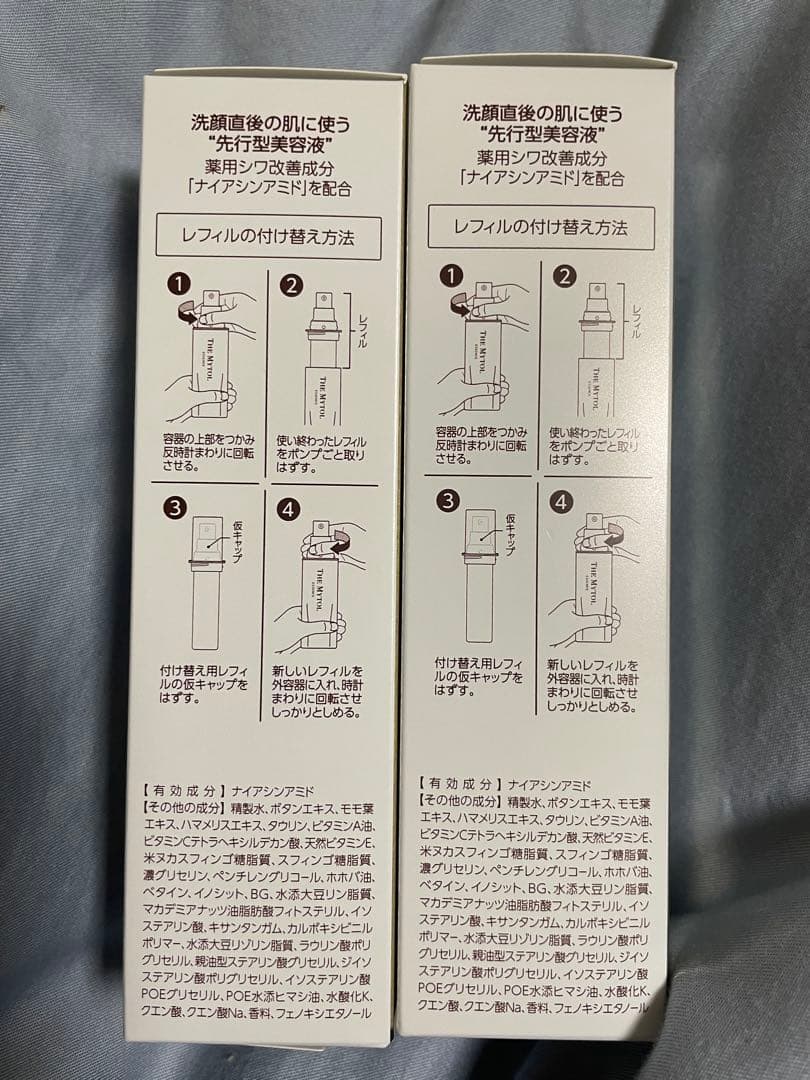 洗顔直後の肌に使う
“先行型美容液”
薬用シワ改善成分
「ナイアシンアミド」を配合
レフィルの付け替え方法
1
THE MYTOL
容器の上部をつかみ
反時計まわりに回転
させる。
2
レフィル
THE MYTOL
使い終わったレフィル
をポンプごと取り
はずす。
3
仮キャップ
付け替え用レフィ
ルの仮キャップを
はずす。
4
THE MYTOL
新しいレフィルを
外容器に入れ、時計
まわりに回転させ
しっかりとしめる。
【有効成分】ナイアシンアミド
【その他の成分】精製水、ボタンエキス、モモ葉
エキス、ハマメリスエキス、タウリン、ビタミンA油、
ビタミンCテトラヘキシルデカン酸、天然ビタミンE、
米ヌカスフィンゴ糖脂質、スフィンゴ糖脂質、
濃グリセリン、ペンチレングリコール、ホホバ油、
ベタイン、イノシット、BG、水添大豆リン脂質、
マカデミアナッツ油脂肪酸フィトステリル、イソ
ステアリン酸、キサンタンガム、カルボキシビニル
ポリマー、水添大豆リゾリン脂質、ラウリン酸ポリ
グリセリル、親油型ステアリン酸グリセリル、ジイソ
ステアリン酸ポリグリセリル、イソステアリン酸
POEグリセリル、POE水添ヒマシ油、水酸化K、
クエン酸、クエン酸Na、香料、フェノキシエタノール
洗顔直後の肌に使う
“先行型美容液”
薬用シワ改善成分
「ナイアシンアミド」を配合
レフィルの付け替え方法
1
THE MYTOL
容器の上部をつかみ
反時計まわりに回転
させる。
2
レフィル
THE MYTOL
使い終わったレフィル
をポンプごと取り
はずす。
3
仮キャップ
付け替え用レフィ
ルの仮キャップを
はずす。
4
THE MYTOL
新しいレフィルを
外容器に入れ、時計
まわりに回転させ
しっかりとしめる。
【有効成分】ナイアシンアミド
【その他の成分】精製水、ボタンエキス、モモ葉
エキス、ハマメリスエキス、タウリン、ビタミンA油、
ビタミンCテトラヘキシルデカン酸、天然ビタミンE、
米ヌカスフィンゴ糖脂質、スフィンゴ糖脂質、
濃グリセリン、ペンチレングリコール、ホホバ油、
ベタイン、イノシット、BG、水添大豆リン脂質、
マカデミアナッツ油脂肪酸フィトステリル、イソ
ステアリン酸、キサンタンガム、カルボキシビニル
ポリマー、水添大豆リゾリン脂質、ラウリン酸ポリ
グリセリル、親油型ステアリン酸グリセリル、ジイソ
ステアリン酸ポリグリセリル、イソステアリン酸
POEグリセリル、POE水添ヒマシ油、水酸化K、
クエン酸、クエン酸Na、香料、フェノキシエタノール